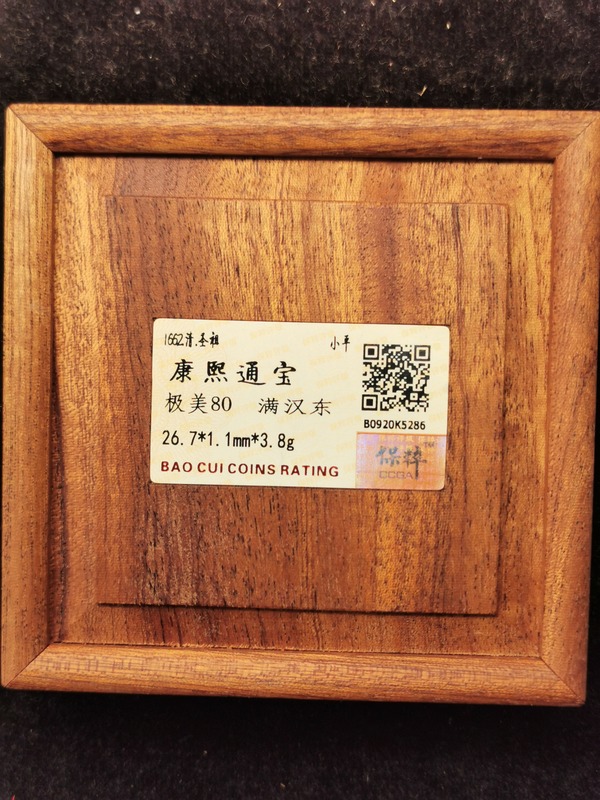 1662清.圣祖 小平
康熙通宝
极美80 满汉东
B0920K5286
26.7*1.1mm*3.8g
保粹
CCGA
BAO CUI COINS RATING